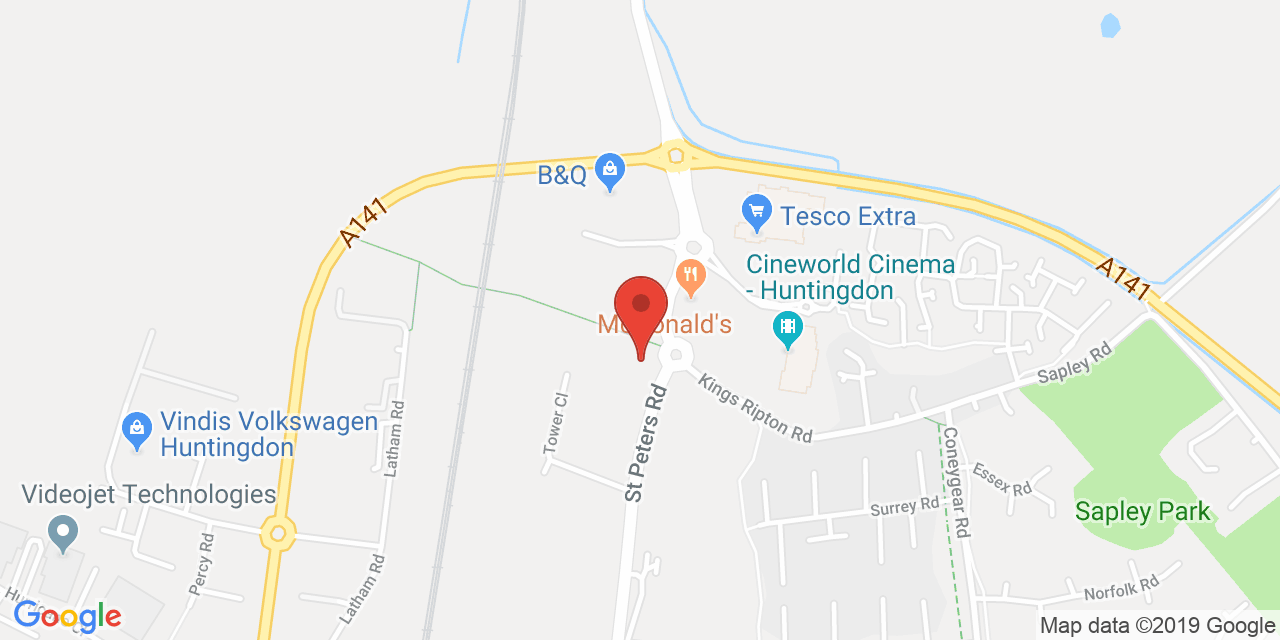 B&Q
A141
Tesco Extra
Cineworld Cinema
- Huntingdon
A141
Sapley Rd
Kings Ripton Rd
Tower Cl
St Peters Rd
Latham Rd
Vindis Volkswagen
Huntingdon
Videojet Technologies
Coneygear Rd
Essex Rd
Surrey Rd
Sapley Park
Percy Rd
Latham Rd
Norfolk Rd
Google
Map data ©2019 Google